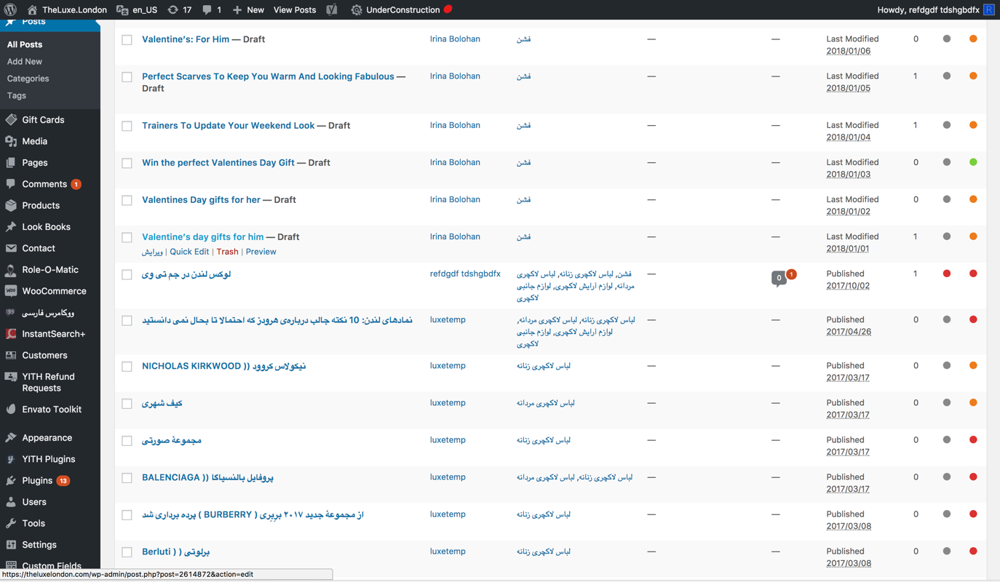 TheLuxe.London en_US 17 1 New View Posts UnderConstruction Howdy, refdgdf tdshgbdfx R
Posts
All Posts
Add New
Categories
Tags
Gift Cards
Media
Pages
Comments 1
Products
Look Books
Contact
Role-O-Matic
WooCommerce
ووکامرس فارسی
InstantSearch+
Customers
YITH Refund
Requests
Envato Toolkit
Appearance
YITH Plugins
Plugins 13
Users
Tools
Settings
Custom Fields
Valentine's: For Him — Draft Irina Bolohan فشن — — Last Modified 0
2018/01/06
Perfect Scarves To Keep You Warm And Looking Fabulous — Irina Bolohan فشن — — Last Modified 1
Draft 2018/01/05
Trainers To Update Your Weekend Look — Draft Irina Bolohan فشن — — Last Modified 1
2018/01/04
Win the perfect Valentines Day Gift — Draft Irina Bolohan فشن — — Last Modified 0
2018/01/03
Valentines Day gifts for her — Draft Irina Bolohan فشن — — Last Modified 0
2018/01/02
Valentine's day gifts for him — Draft Irina Bolohan فشن — — Last Modified 1
ویرایش | Quick Edit | Trash | Preview 2018/01/01
لوکس لندن در جم تی وی refdgdf tdshgbdfx فشن, لباس لاکچری زنانه, لباس لاکچری — 0 1 Published 1
مردانه, لوازم آرایش لاکچری, لوازم جانبی 2017/10/02
لاکچری
نمادهای لندن: 10 نکته جالب درباره‌ی هرودز که احتمالا تا بحال نمی دانستید luxetemp لباس لاکچری زنانه, لباس لاکچری مردانه, — — Published 0
لوازم آرایش لاکچری, لوازم جانبی 2017/04/26
لاکچری
NICHOLAS KIRKWOOD )) نیکولاس کروود luxetemp لباس لاکچری زنانه — — Published 0
2017/03/17
کیف شهری luxetemp لباس لاکچری مردانه — — Published 0
2017/03/17
مجموعهٔ صورتی luxetemp لباس لاکچری زنانه — — Published 0
2017/03/17
BALENCIAGA )) پروفایل بالنسیاگا luxetemp لباس لاکچری زنانه, لباس لاکچری مردانه — — Published 0
2017/03/17
از مجموعهٔ جدید ۲۰۱۷ بربِری ( BURBERRY ) پرده برداری شد luxetemp لباس لاکچری زنانه — — Published 0
2017/03/08
Berluti ) ) برلوتی luxetemp لباس لاکچری زنانه — — Published 0
2017/03/08
https://theluxelondon.com/wp-admin/post.php?post=2614872&action=edit